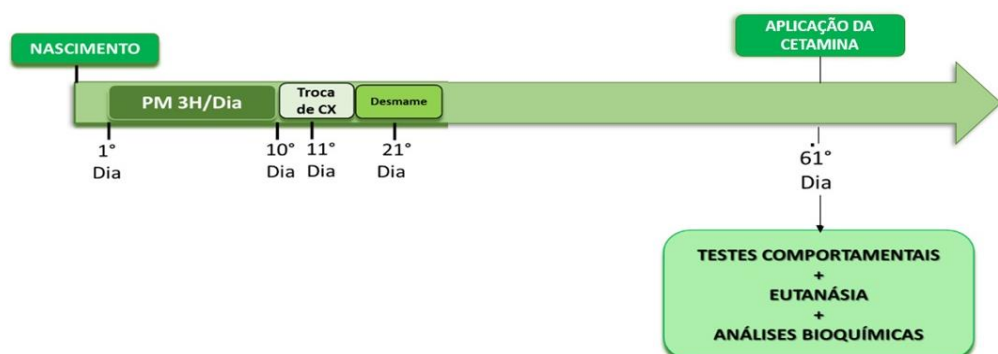 NASCIMENTO
APLICAÇÃO DA
CETAMINA
PM 3H/Dia
Troca
de CX
Desmame
1°
Dia
10°
Dia
11°
Dia
21°
Dia
61°
Dia
TESTES COMPORTAMENTAIS
+
EUTANÁSIA
+
ANÁLISES BIOQUÍMICAS